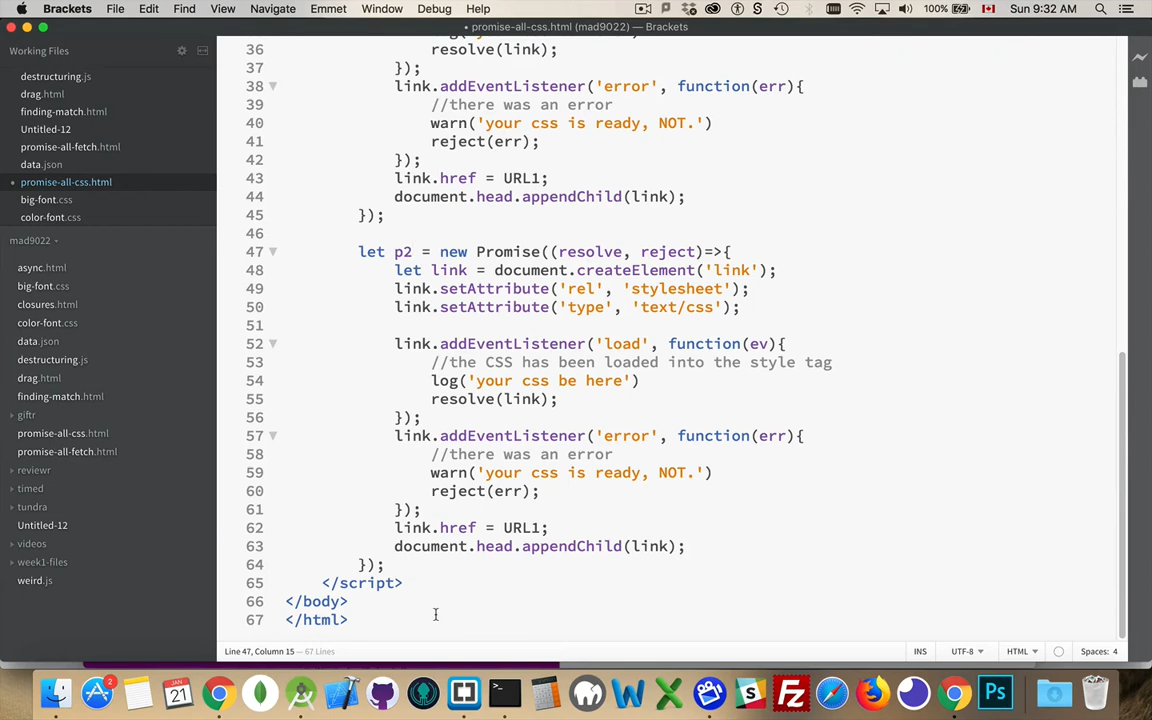 Brackets File Edit Find View Navigate Emmet Window Debug Help 100% Sun 9:32 AM
• promise-all-css.html (mad9022) — Brackets
Working Files
destructuring.js
drag.html
finding-match.html
Untitled-12
promise-all-fetch.html
data.json
• promise-all-css.html
big-font.css
color-font.css
mad9022
async.html
big-font.css
closures.html
color-font.css
data.json
destructuring.js
drag.html
finding-match.html
giftr
promise-all-css.html
promise-all-fetch.html
reviewr
timed
tundra
Untitled-12
videos
week1-files
weird.js
36 resolve(link);
37 });
38 link.addEventListener('error', function(err){
39 //there was an error
40 warn('your css is ready, NOT.')
41 reject(err);
42 });
43 link.href = URL1;
44 document.head.appendChild(link);
45 });
46
47 let p2 = new Promise((resolve, reject)=>{
48 let link = document.createElement('link');
49 link.setAttribute('rel', 'stylesheet');
50 link.setAttribute('type', 'text/css');
51
52 link.addEventListener('load', function(ev){
53 //the CSS has been loaded into the style tag
54 log('your css be here')
55 resolve(link);
56 });
57 link.addEventListener('error', function(err){
58 //there was an error
59 warn('your css is ready, NOT.')
60 reject(err);
61 });
62 link.href = URL1;
63 document.head.appendChild(link);
64 });
65 </script>
66 </body>
67 </html>
Line 47, Column 15 — 67 Lines INS UTF-8 HTML Spaces: 4
2 JAN 21 W X S Fz Ps